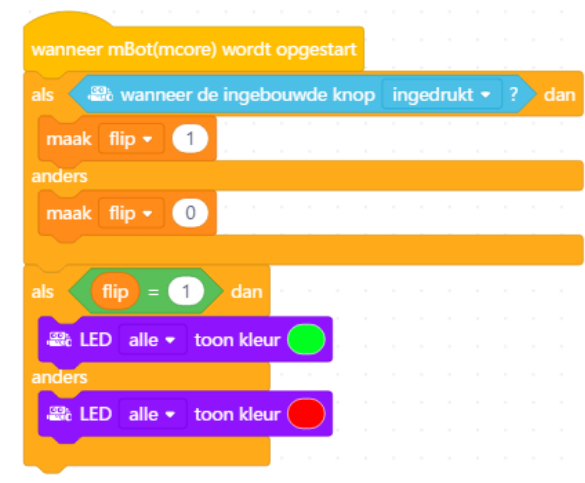 wanneer mBot(mcore) wordt opgestart
als wanneer de ingebouwde knop ingedrukt ? dan
maak flip 1
anders
maak flip 0
als flip = 1 dan
LED alle toon kleur
anders
LED alle toon kleur